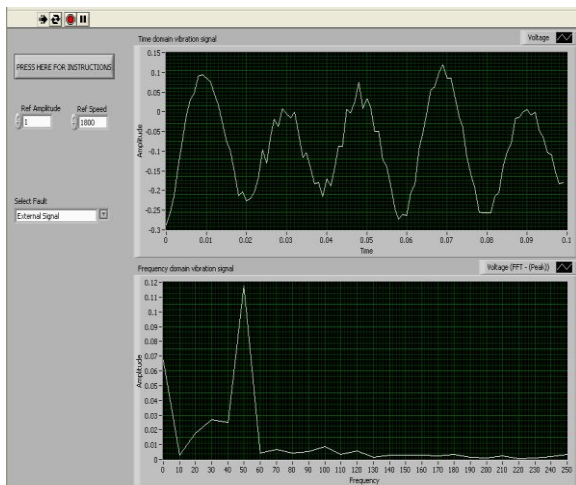 Time domain vibration signal
Voltage
PRESS HERE FOR INSTRUCTIONS
Ref Amplitude
Ref Speed
1
1800
Select Fault
External Signal
Amplitude
0.15
0.1
0.05
0
-0.05
-0.1
-0.15
-0.2
-0.25
-0.3
0 0.01 0.02 0.03 0.04 0.05 0.06 0.07 0.08 0.09 0.1
Time
Frequency domain vibration signal
Voltage (FFT - (Peak))
Amplitude
0.12
0.11
0.1
0.09
0.08
0.07
0.06
0.05
0.04
0.03
0.02
0.01
0
0 10 20 30 40 50 60 70 80 90 100 110 120 130 140 150 160 170 180 190 200 210 220 230 240 250
Frequency